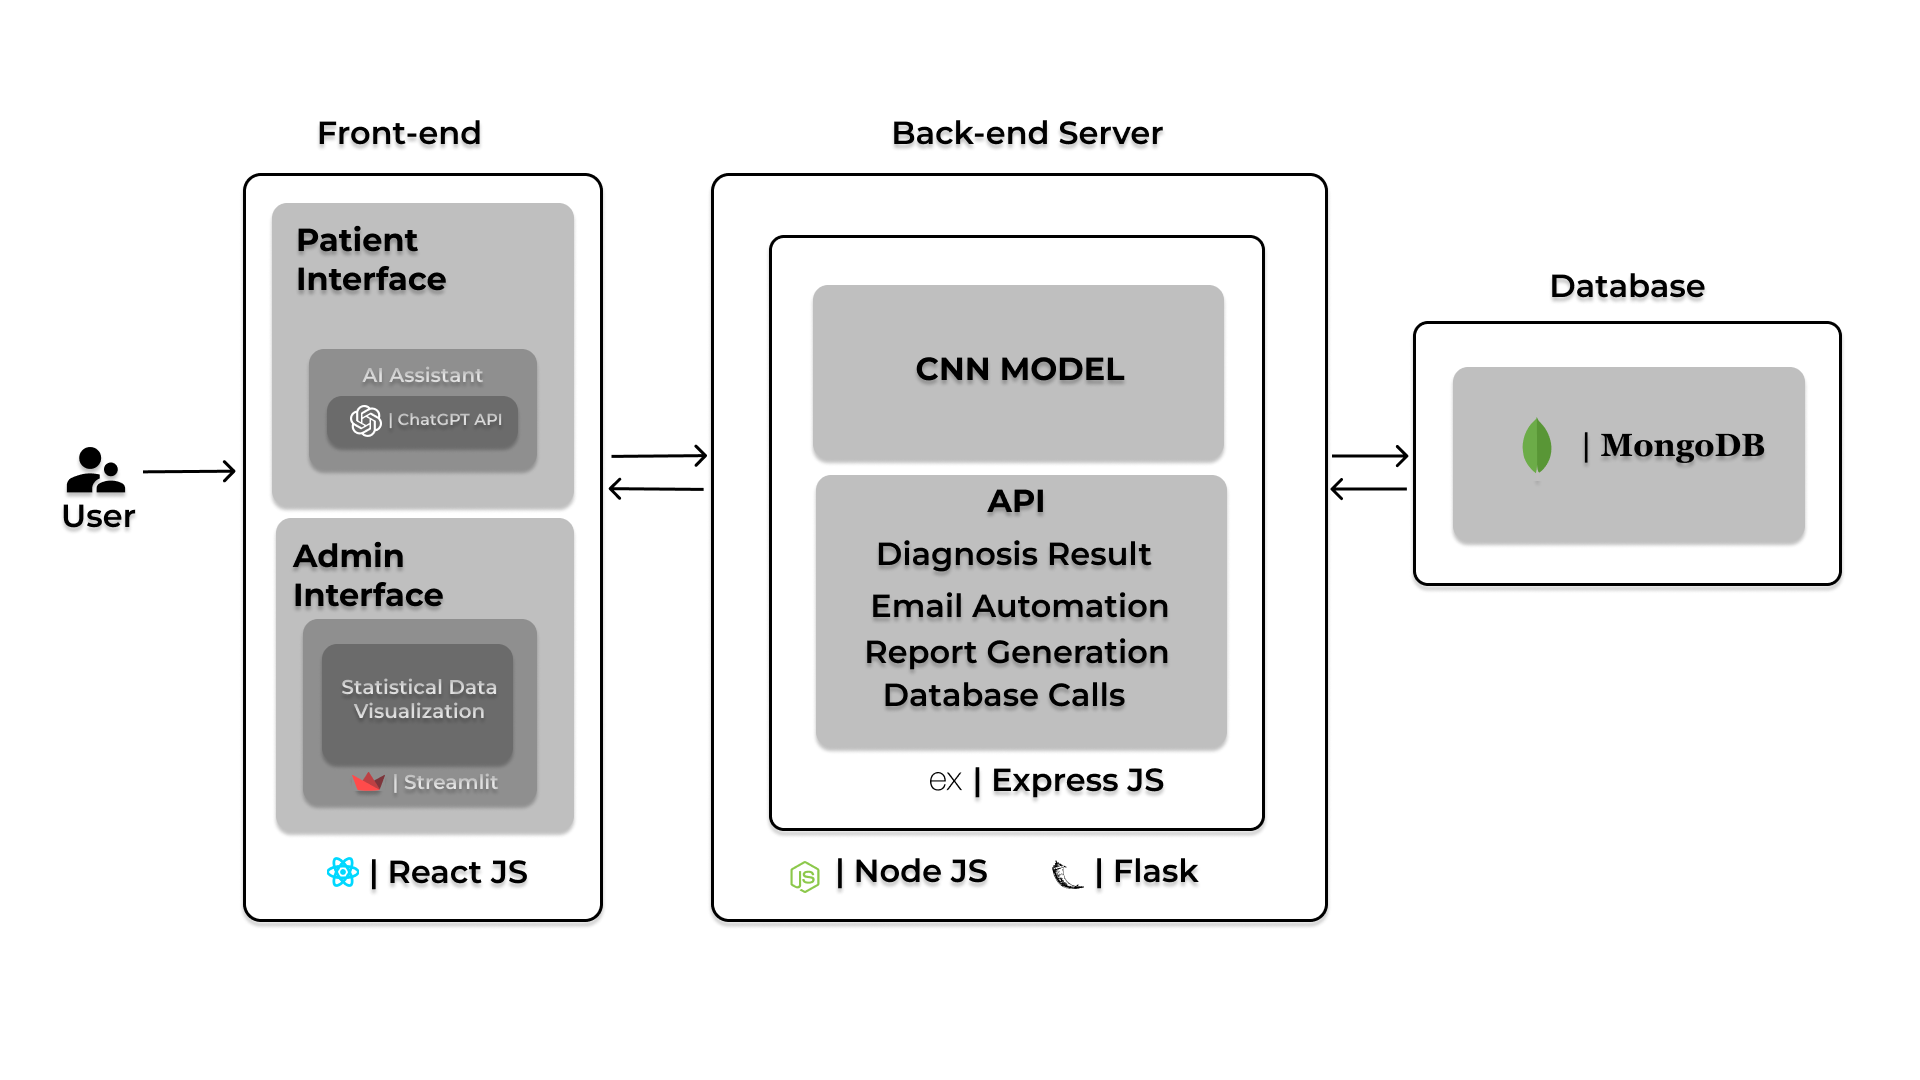 Front-end
Back-end Server
Database
Patient
Interface
AI Assistant
| ChatGPT API
User
Admin
Interface
Statistical Data
Visualization
| Streamlit
| React JS
CNN MODEL
API
Diagnosis Result
Email Automation
Report Generation
Database Calls
ex | Express JS
JS | Node JS
| Flask
| MongoDB